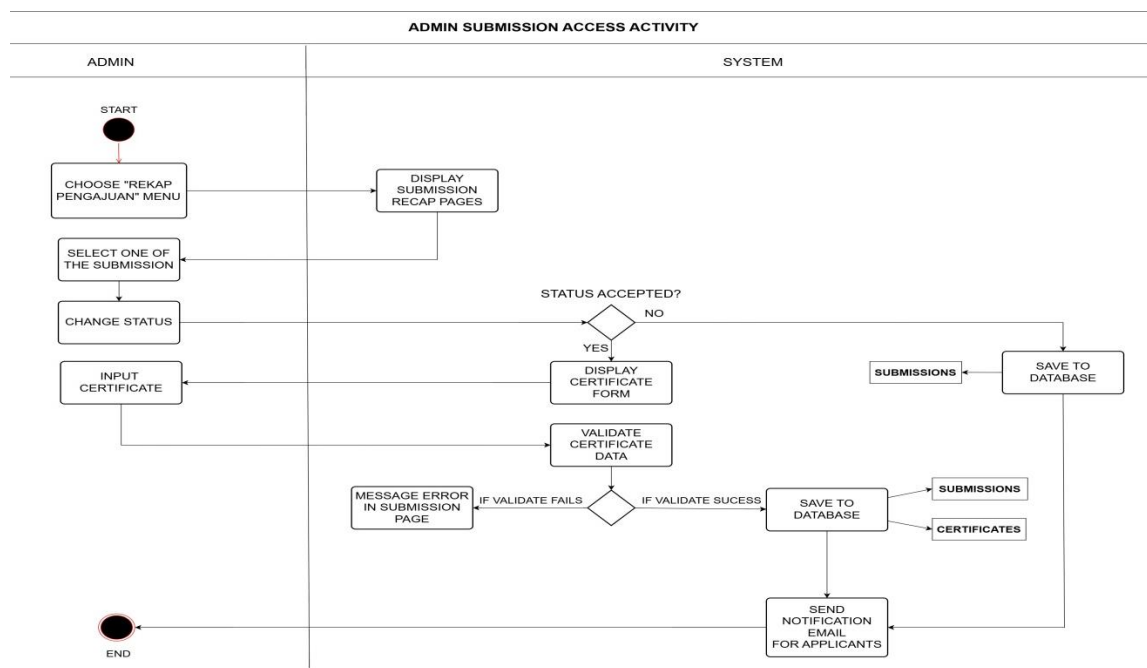 ADMIN SUBMISSION ACCESS ACTIVITY
ADMIN
SYSTEM
START
CHOOSE "REKAP
PENGAJUAN" MENU
DISPLAY
SUBMISSION
RECAP PAGES
SELECT ONE OF
THE SUBMISSION
CHANGE STATUS
STATUS ACCEPTED?
NO
YES
INPUT
CERTIFICATE
DISPLAY
CERTIFICATE
FORM
SUBMISSIONS
SAVE TO
DATABASE
VALIDATE
CERTIFICATE
DATA
MESSAGE ERROR
IN SUBMISSION
PAGE
IF VALIDATE FAILS
IF VALIDATE SUCESS
SAVE TO
DATABASE
SUBMISSIONS
CERTIFICATES
SEND
NOTIFICATION
EMAIL
FOR APPLICANTS
END